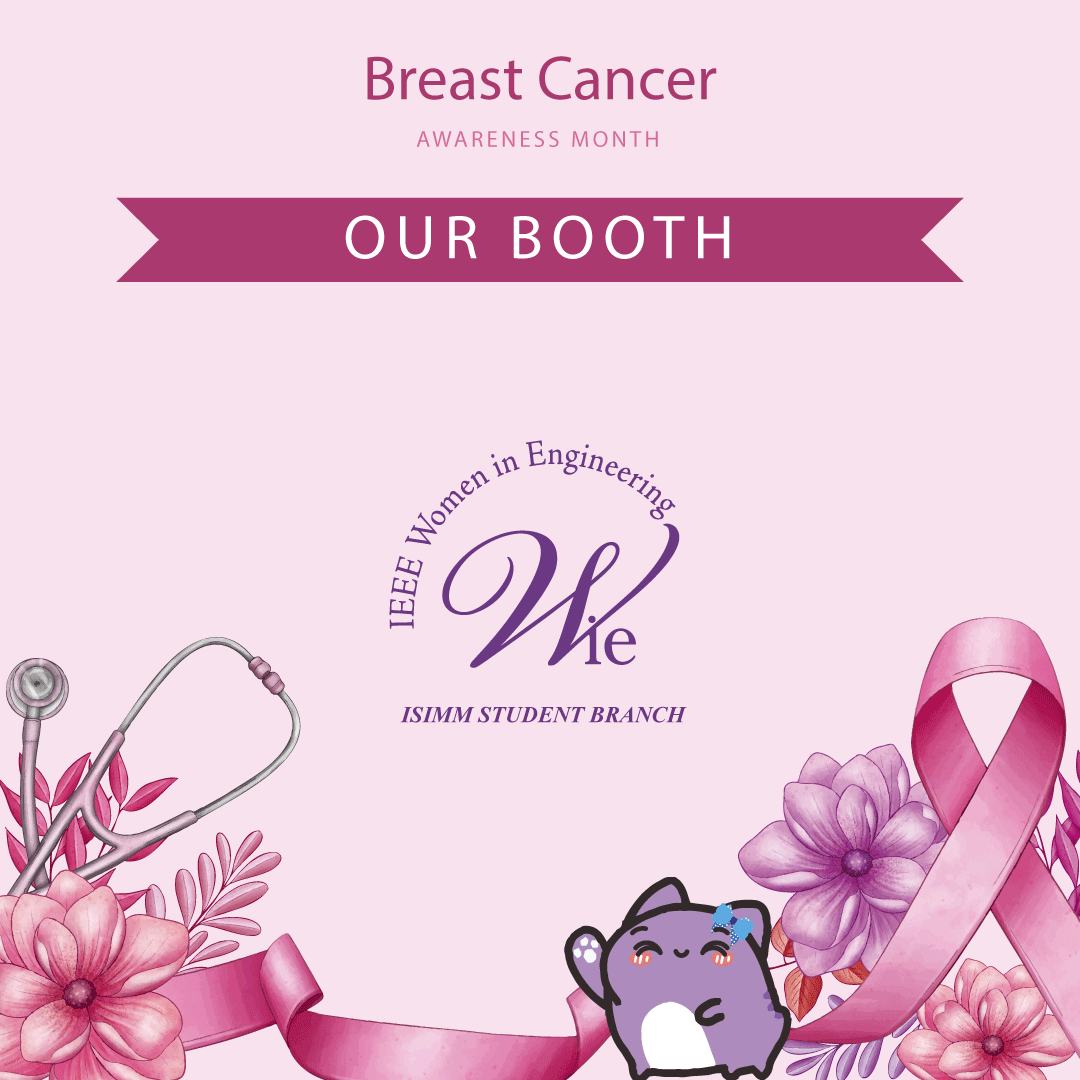 Breast Cancer
AWARENESS MONTH
OUR BOOTH
IEEE Women in Engineering
Wie
ISIMM STUDENT BRANCH